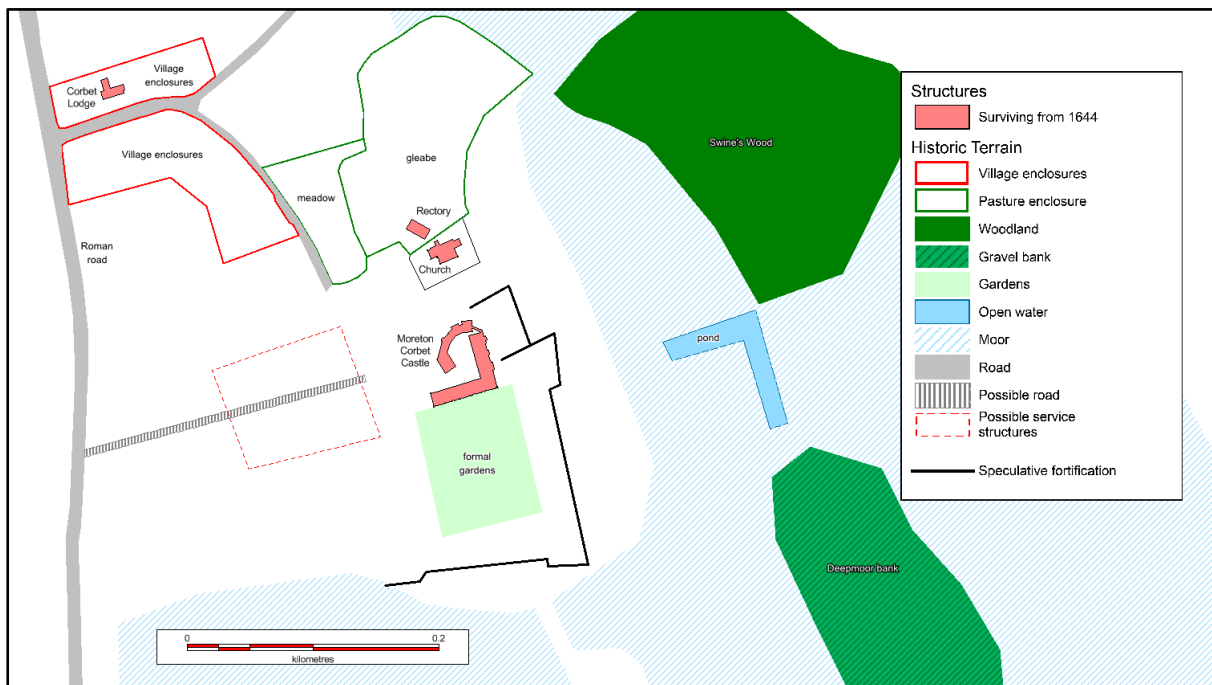 Village
enclosures
Corbet
Lodge
Village enclosures
gleabe
meadow
Rectory
Church
Roman
road
Moreton
Corbet
Castle
formal
gardens
Swine's Wood
pond
Deepmoor bank
0
0.2
kilometres
Structures
Surviving from 1644
Historic Terrain
Village enclosures
Pasture enclosure
Woodland
Gravel bank
Gardens
Open water
Moor
Road
Possible road
Possible service
structures
Speculative fortification